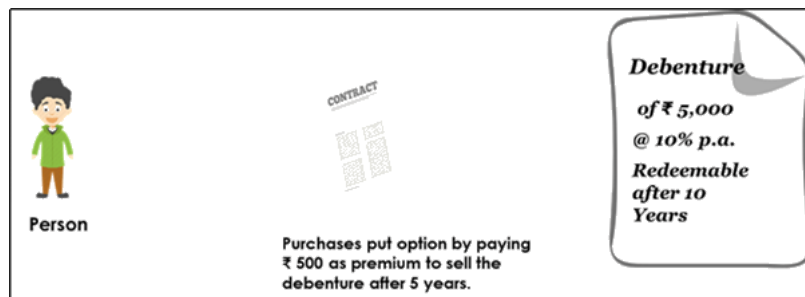 Person
CONTRACT
Purchases put option by paying
₹ 500 as premium to sell the
debenture after 5 years.
Debenture
of ₹ 5,000
@ 10% p.a.
Redeemable
after 10
Years